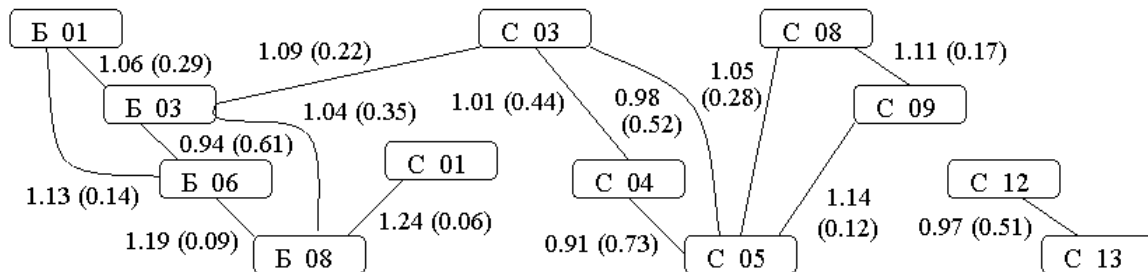 Б 01
С 03
С 08
1.09 (0.22)
1.11 (0.17)
1.06 (0.29)
1.05
(0.28)
Б 03
1.04 (0.35)
1.01 (0.44)
0.98
(0.52)
С 09
0.94 (0.61)
С 01
Б 06
С 04
С 12
1.13 (0.14)
1.24 (0.06)
1.14
(0.12)
0.97 (0.51)
1.19 (0.09)
0.91 (0.73)
Б 08
С 05
С 13